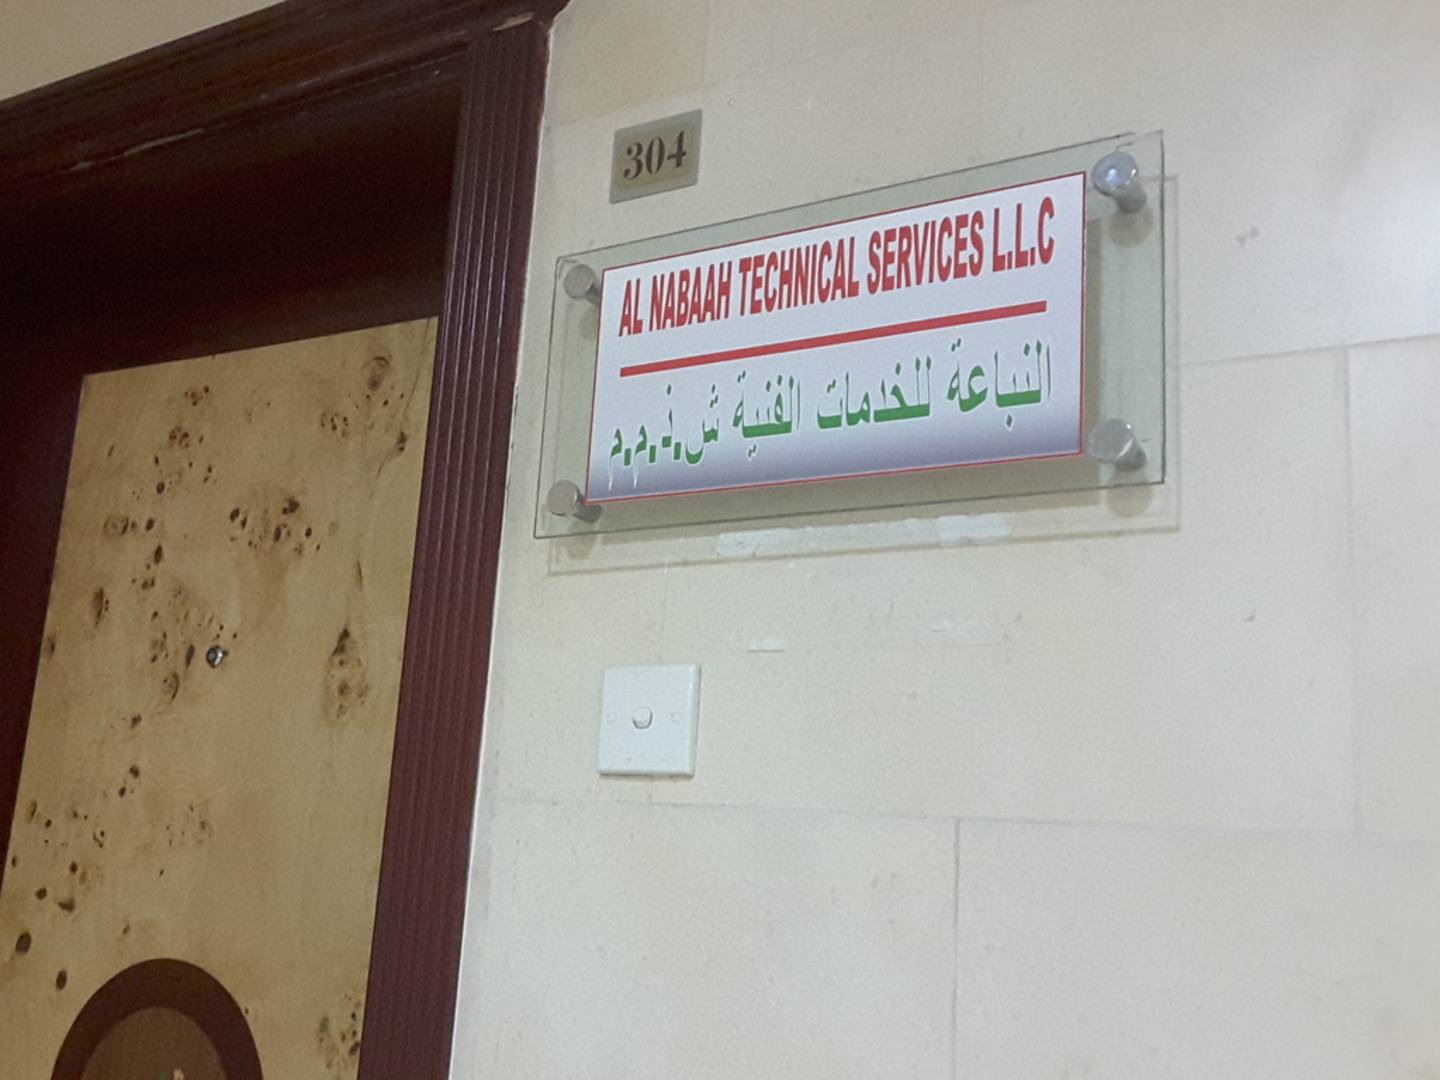 304
AL NABAAH TECHNICAL SERVICES L.L.C
النباعة للخدمات الفنية ش.ذ.م.م